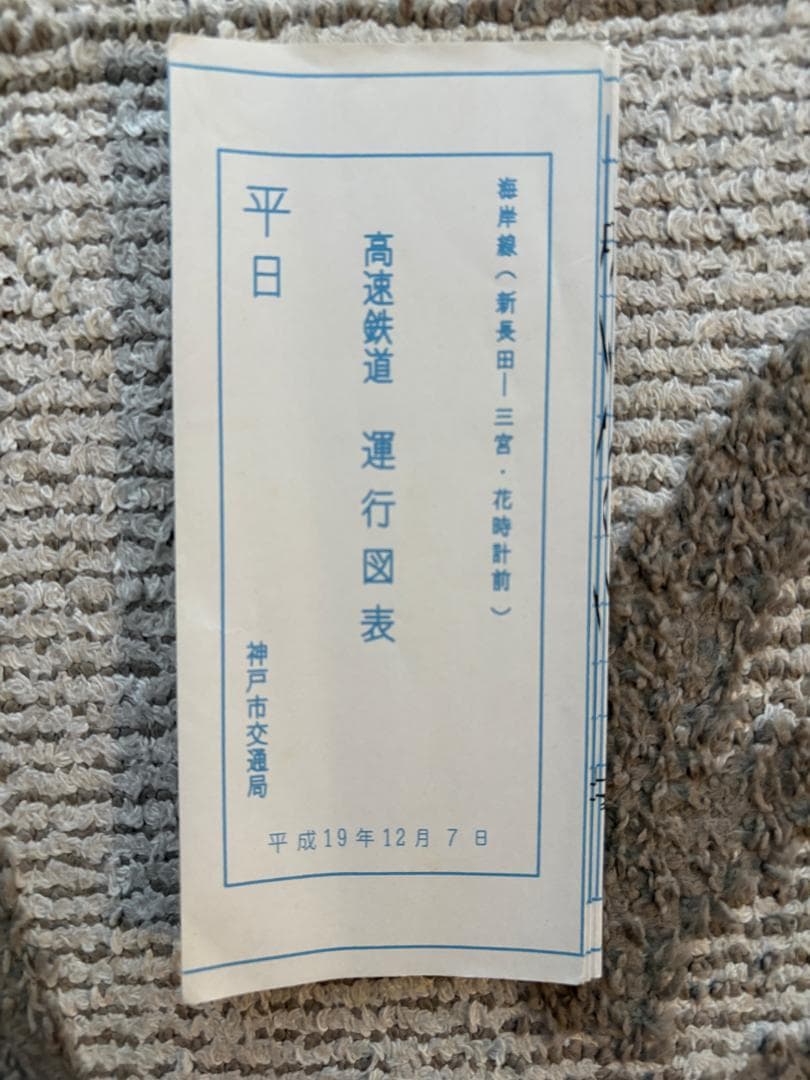 海岸線（新長田―三宮・花時計前）
高速鉄道　運行図表
平日
神戸市交通局
平成19年12月7日